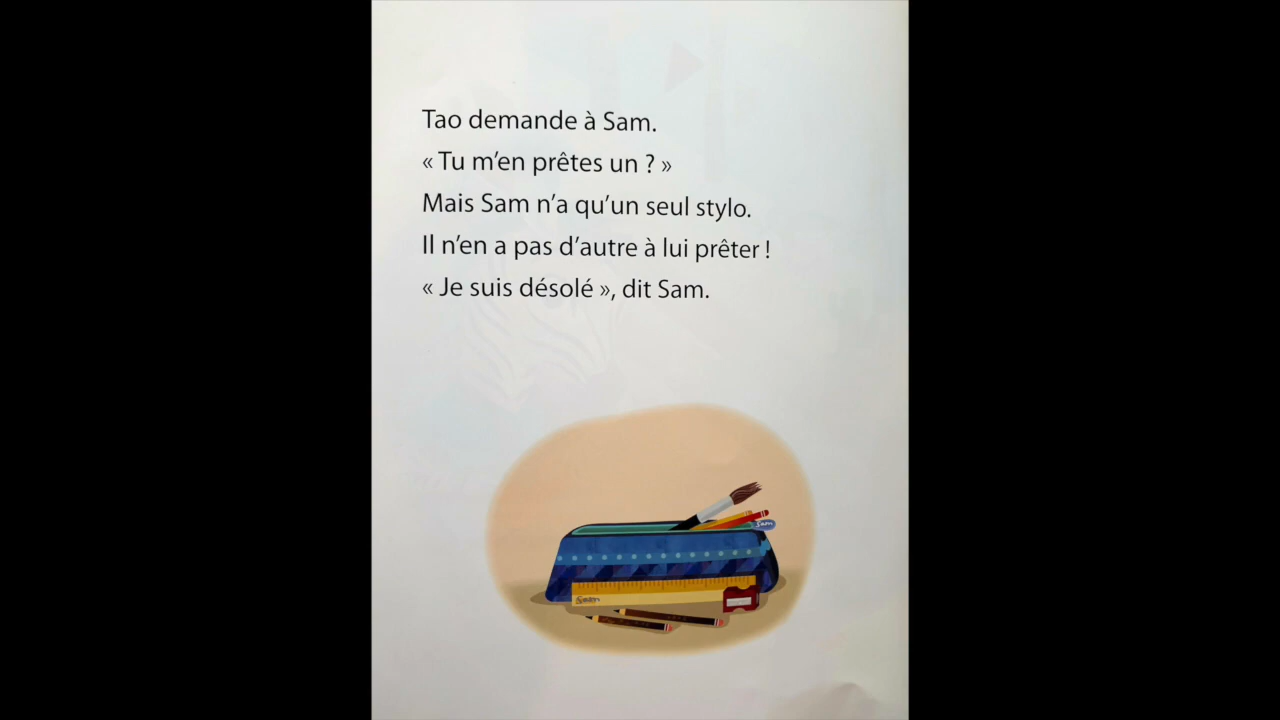 Tao demande à Sam.
« Tu m’en prêtes un ? »
Mais Sam n’a qu’un seul stylo.
Il n’en a pas d’autre à lui prêter !
« Je suis désolé », dit Sam.
Sam